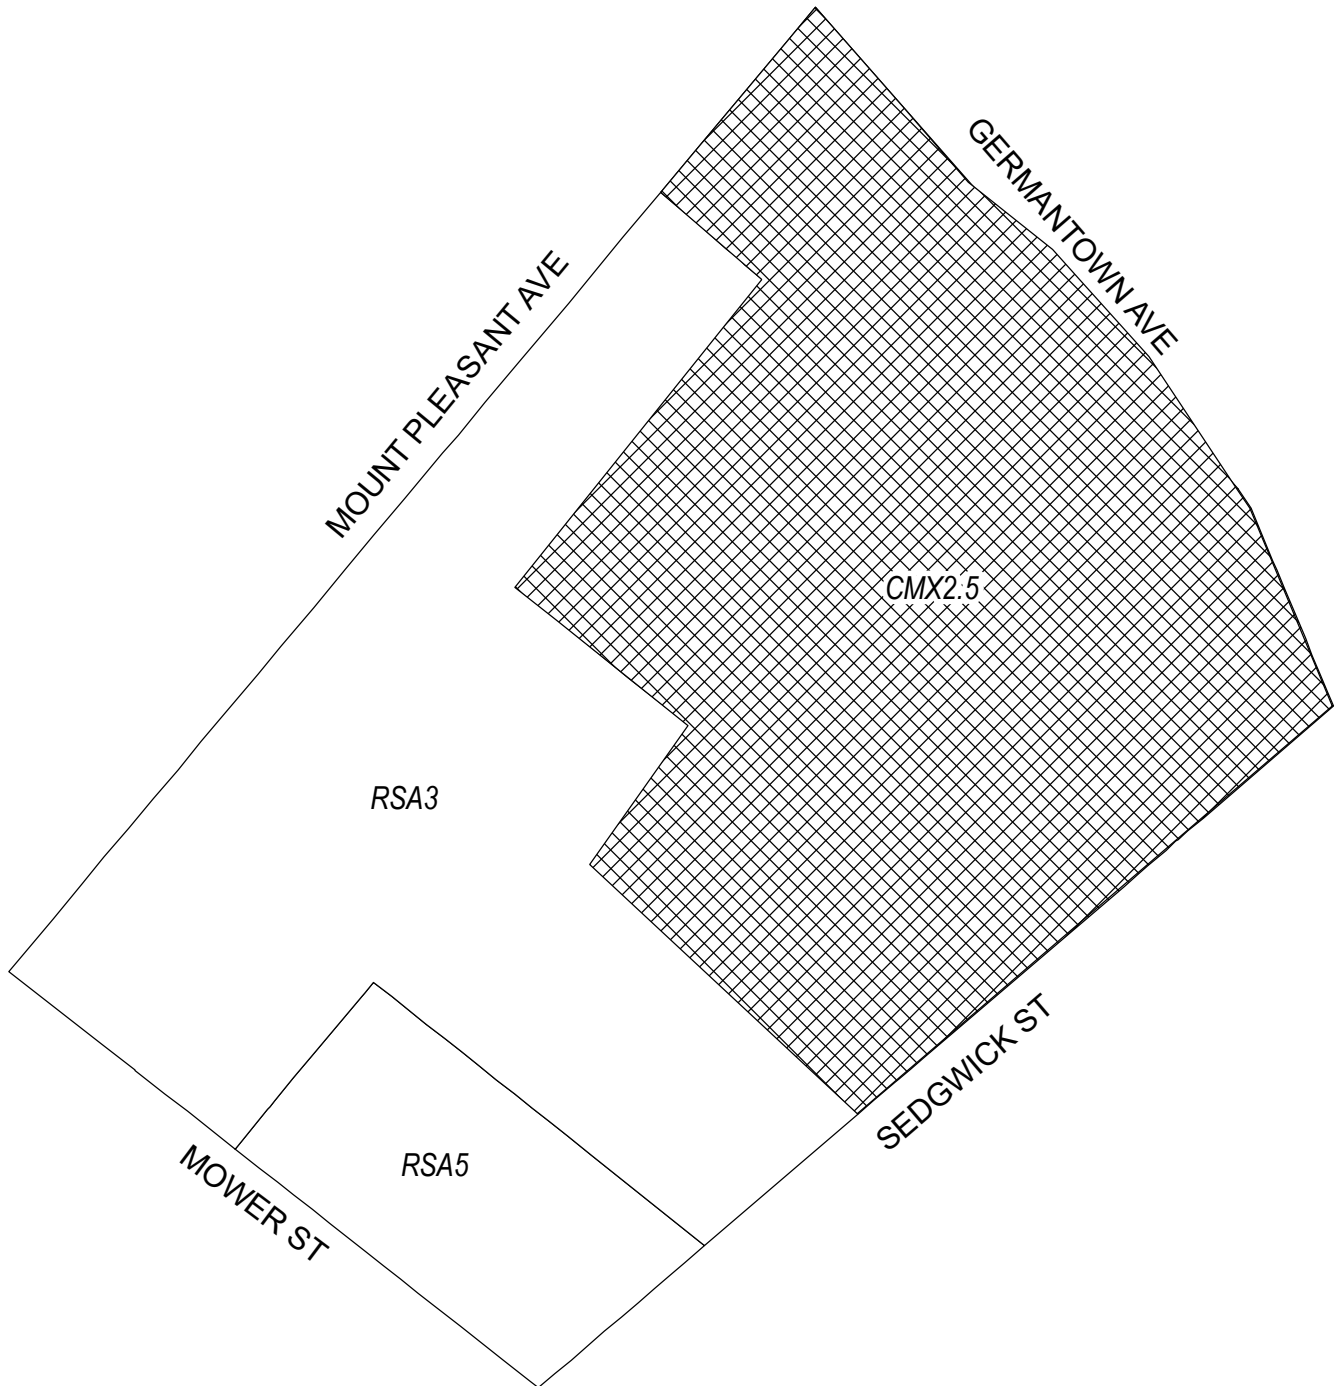 GERMANTOWN AVE
MOUNT PLEASANT AVE
CMX2.5
RSA3
SEDGWICK ST
RSA5
MOWER ST